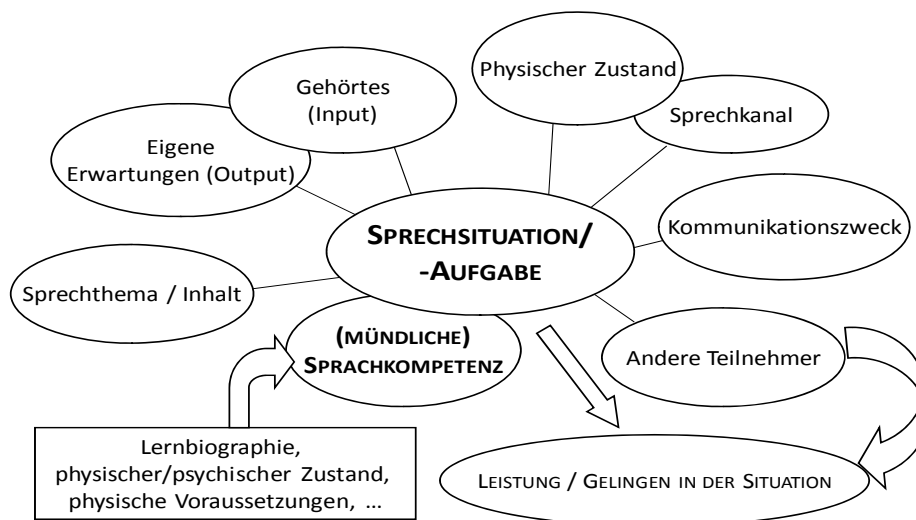 Physischer Zustand
Gehörtes
(Input)
Sprechkanal
Eigene
Erwartungen (Output)
Kommunikationszweck
SPRECHSITUATION/
-AUFGABE
Sprechthema / Inhalt
(MÜNDLICHE)
SPRACHKOMPETENZ
Andere Teilnehmer
Lernbiographie,
physischer/psychischer Zustand,
physische Voraussetzungen, ...
LEISTUNG / GELINGEN IN DER SITUATION